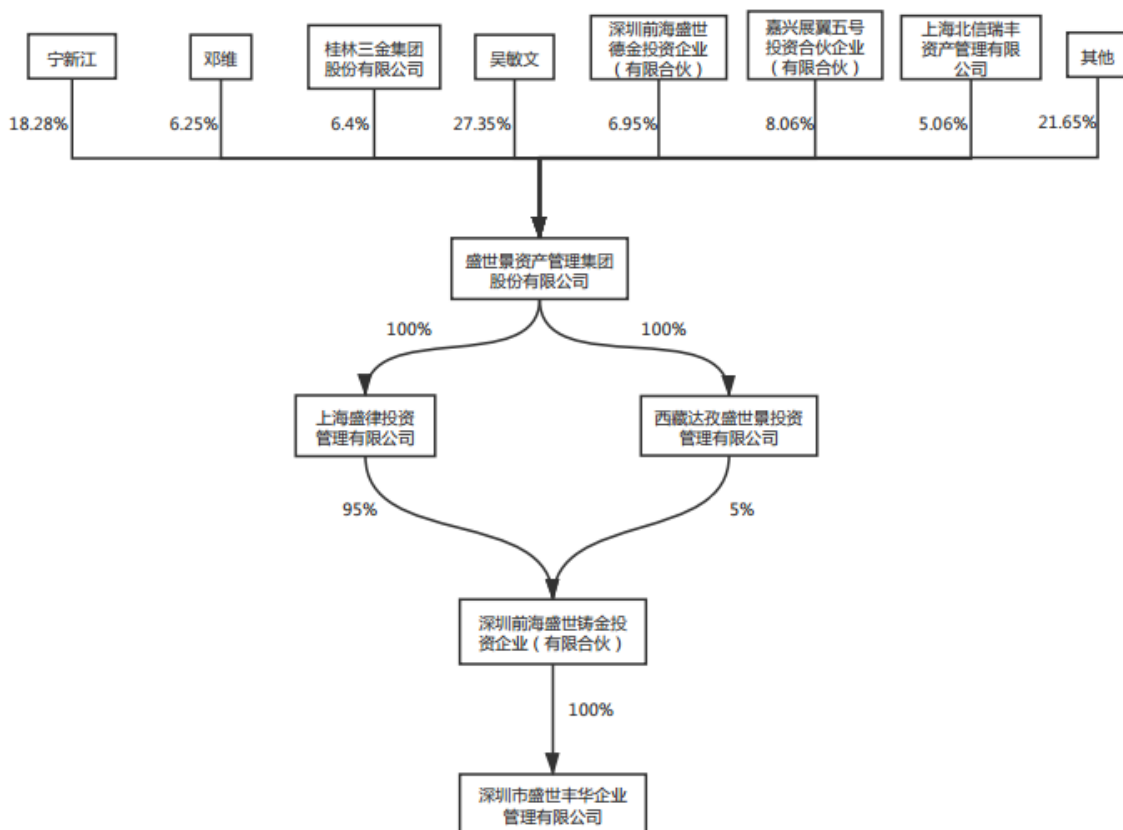 宁新江
邓维
桂林三金集团
股份有限公司
吴敏文
深圳前海盛世
德金投资企业
（有限合伙）
嘉兴展翼五号
投资合伙企业
（有限合伙）
上海北信瑞丰
资产管理有限
公司
其他
18.28%
6.25%
6.4%
27.35%
6.95%
8.06%
5.06%
21.65%
盛世景资产管理集团
股份有限公司
100%
100%
上海盛律投资
管理有限公司
西藏达孜盛世景投资
管理有限公司
95%
5%
深圳前海盛世铸金投
资企业（有限合伙）
100%
深圳市盛世丰华企业
管理有限公司